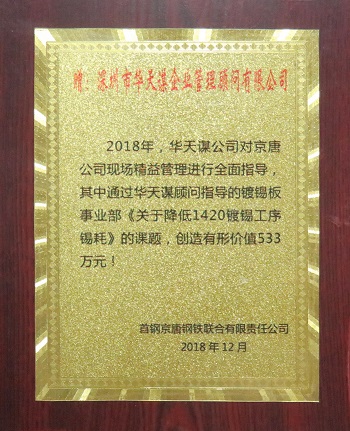 赠：深圳市华天谋企业管理顾问有限公司
2018年，华天谋公司对京唐
公司现场精益管理进行全面指导，
其中通过华天谋顾问指导的镀锡板
事业部《关于降低1420镀锡工序
锡耗》的课题，创造有形价值533
万元！
首钢京唐钢铁联合有限责任公司
2018年12月